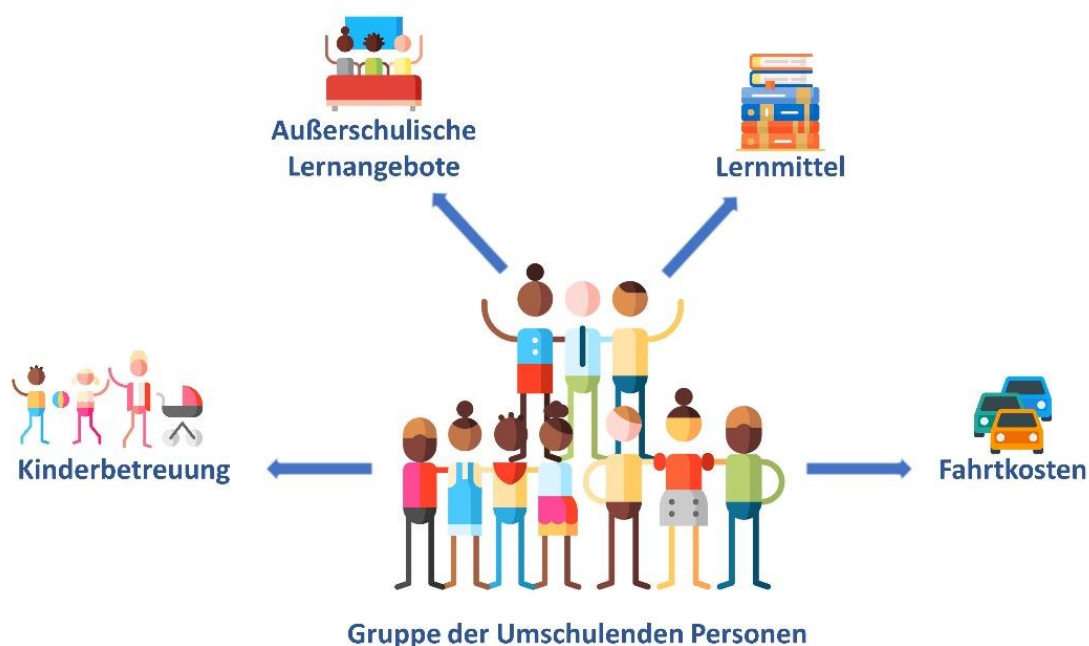 Außerschulische
Lernangebote
Lernmittel
Kinderbetreuung
Fahrtkosten
Gruppe der Umschulenden Personen